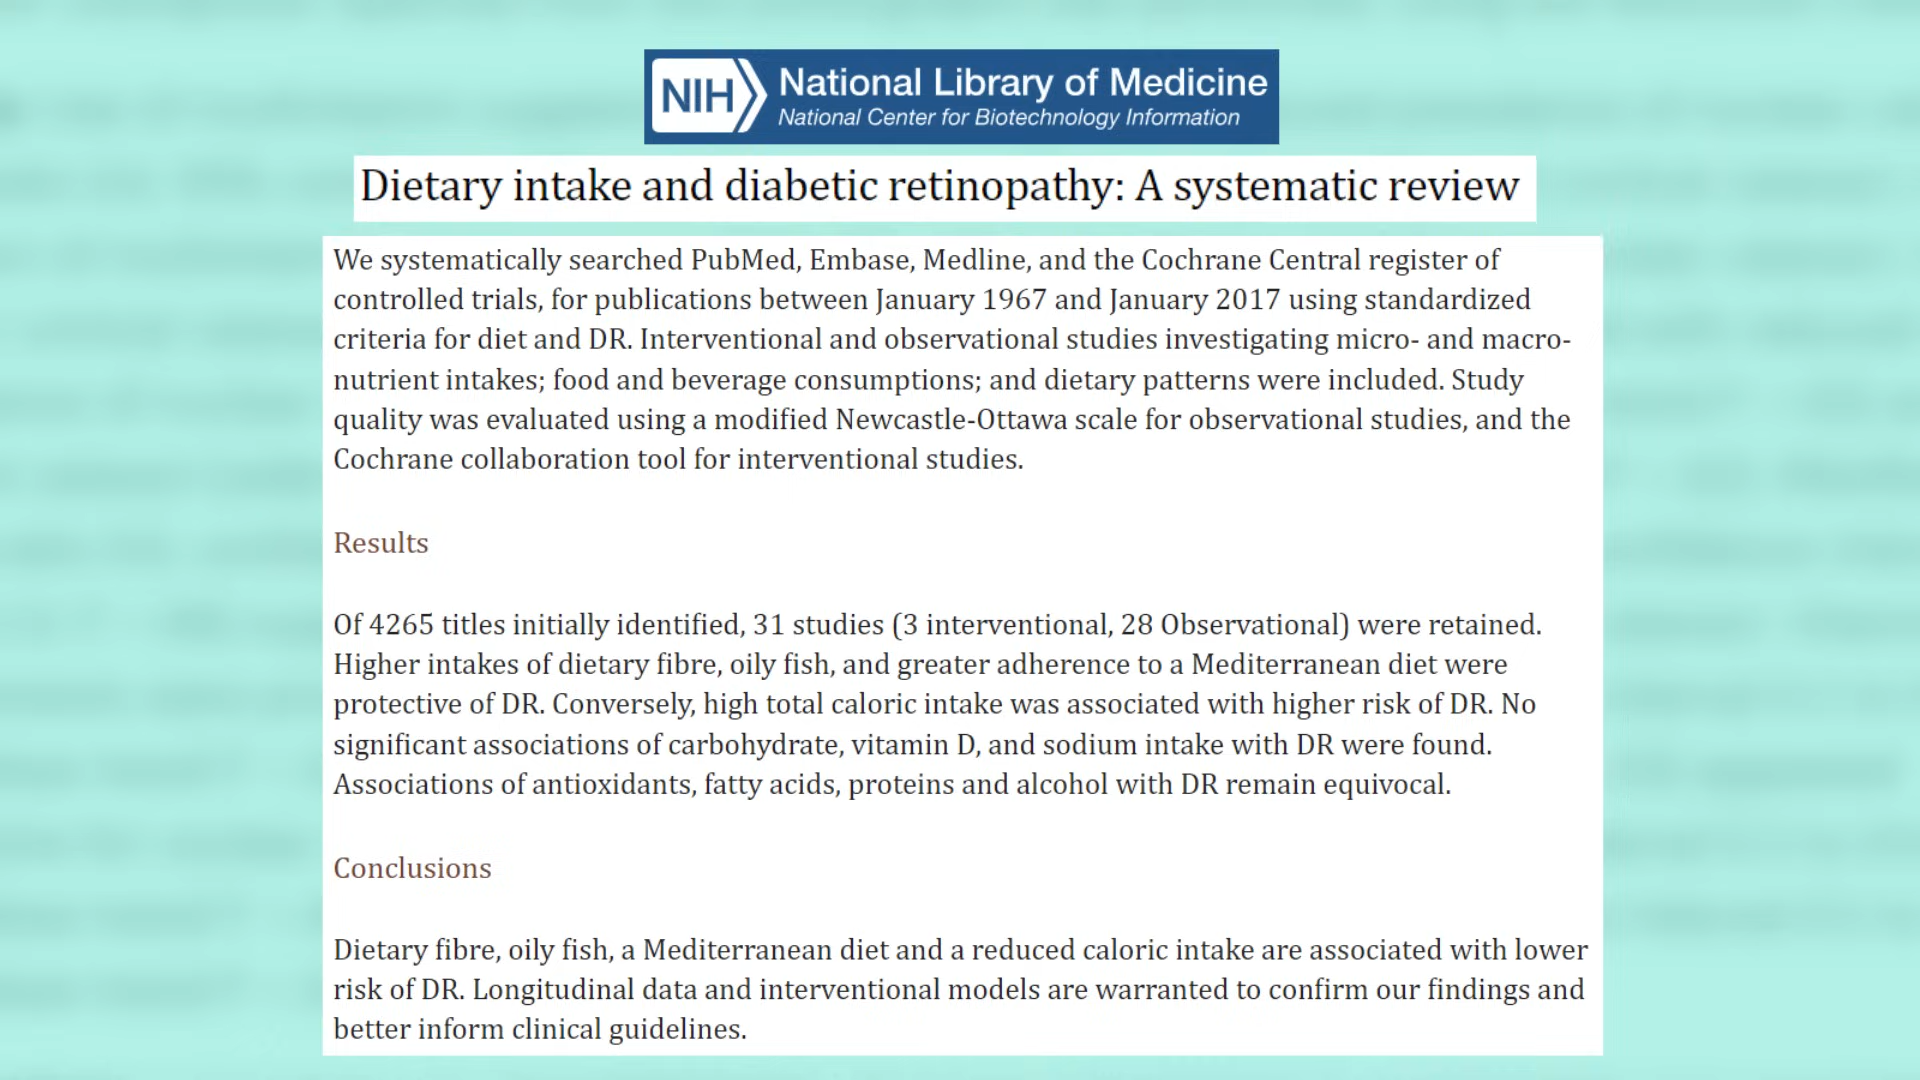 NIH National Library of Medicine
National Center for Biotechnology Information
Dietary intake and diabetic retinopathy: A systematic review
We systematically searched PubMed, Embase, Medline, and the Cochrane Central register of
controlled trials, for publications between January 1967 and January 2017 using standardized
criteria for diet and DR. Interventional and observational studies investigating micro- and macro-
nutrient intakes; food and beverage consumptions; and dietary patterns were included. Study
quality was evaluated using a modified Newcastle-Ottawa scale for observational studies, and the
Cochrane collaboration tool for interventional studies.
Results
Of 4265 titles initially identified, 31 studies (3 interventional, 28 Observational) were retained.
Higher intakes of dietary fibre, oily fish, and greater adherence to a Mediterranean diet were
protective of DR. Conversely, high total caloric intake was associated with higher risk of DR. No
significant associations of carbohydrate, vitamin D, and sodium intake with DR were found.
Associations of antioxidants, fatty acids, proteins and alcohol with DR remain equivocal.
Conclusions
Dietary fibre, oily fish, a Mediterranean diet and a reduced caloric intake are associated with lower
risk of DR. Longitudinal data and interventional models are warranted to confirm our findings and
better inform clinical guidelines.